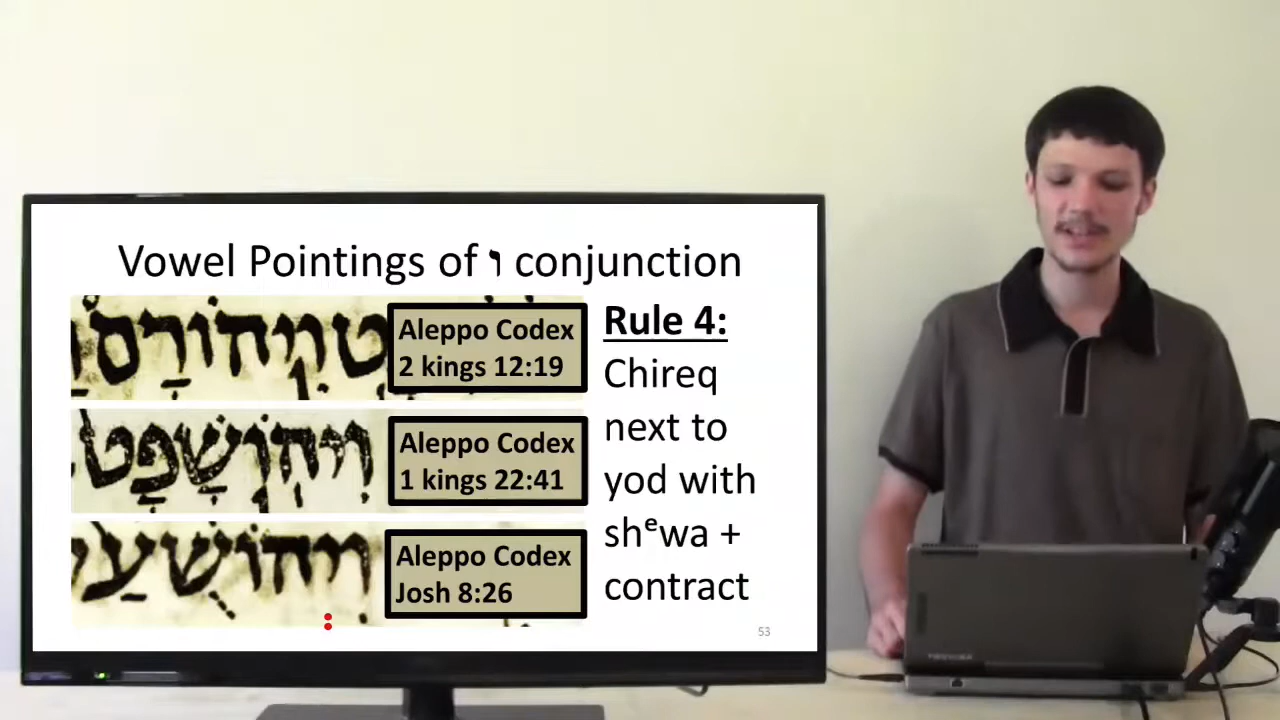 Vowel Pointings of ו conjunction
ט וִיהוֹרָם
Aleppo Codex
2 kings 12:19
וִיהוֹשָׁפָט
Aleppo Codex
1 kings 22:41
וִיהוֹשֻׁעַ
Aleppo Codex
Josh 8:26
Rule 4:
Chireq
next to
yod with
shᵉwa +
contract
53
TOSHIBA